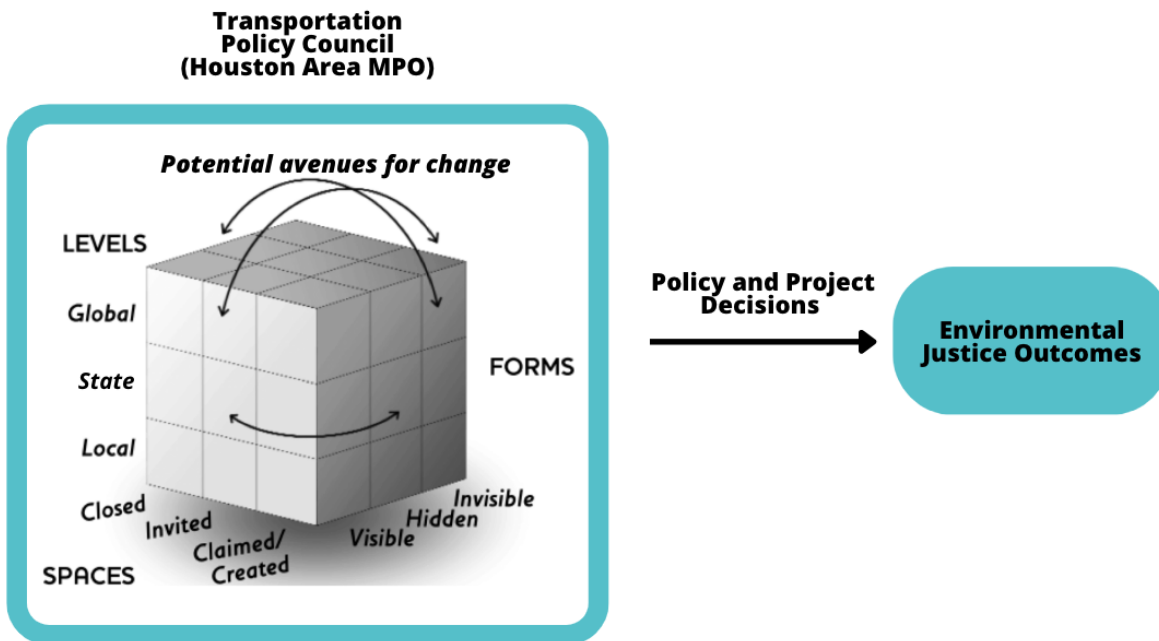 Transportation
Policy Council
(Houston Area MPO)
Potential avenues for change
LEVELS
Global
State
Local
Closed
Invited
Claimed/
Created
SPACES
Visible
Hidden
Invisible
FORMS
Policy and Project
Decisions
Environmental
Justice Outcomes